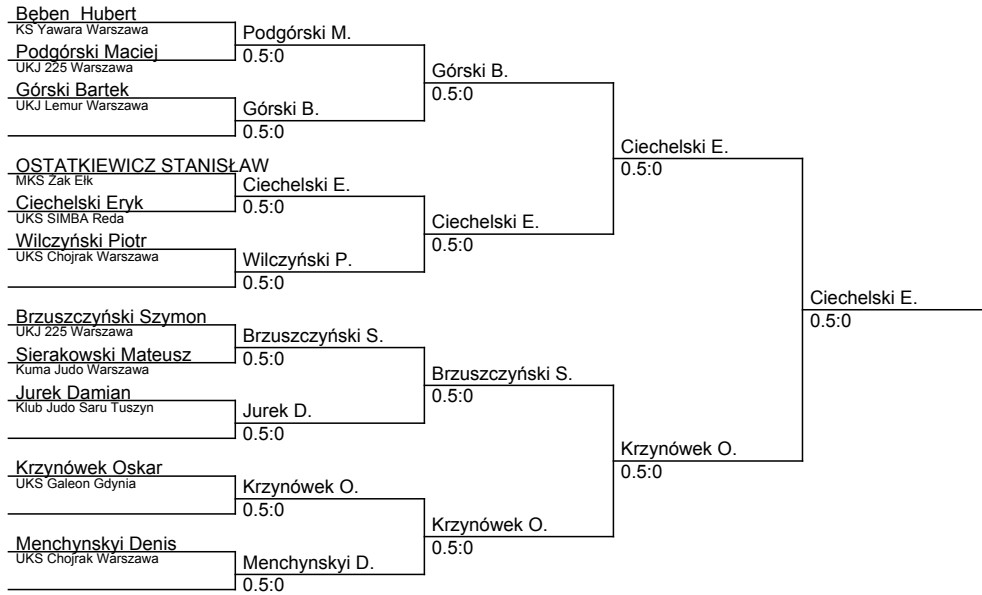 Bęben  Hubert
KS Yawara Warszawa
Podgórski Maciej
UKJ 225 Warszawa
Górski Bartek
UKJ Lemur Warszawa
OSTATKIEWICZ STANISŁAW
MKS Żak Ełk
Ciechelski Eryk
UKS SIMBA Reda
Wilczyński Piotr
UKS Chojrak Warszawa
Brzuszczyński Szymon
UKJ 225 Warszawa
Sierakowski Mateusz
Kuma Judo Warszawa
Jurek Damian
Klub Judo Saru Tuszyn
Krzynówek Oskar
UKS Galeon Gdynia
Menchynskyi Denis
UKS Chojrak Warszawa
Podgórski M.
0.5:0
Górski B.
0.5:0
Ciechelski E.
0.5:0
Wilczyński P.
0.5:0
Brzuszczyński S.
0.5:0
Jurek D.
0.5:0
Krzynówek O.
0.5:0
Menchynskyi D.
0.5:0
Górski B.
0.5:0
Ciechelski E.
0.5:0
Brzuszczyński S.
0.5:0
Krzynówek O.
0.5:0
Ciechelski E.
0.5:0
Krzynówek O.
0.5:0
Ciechelski E.
0.5:0